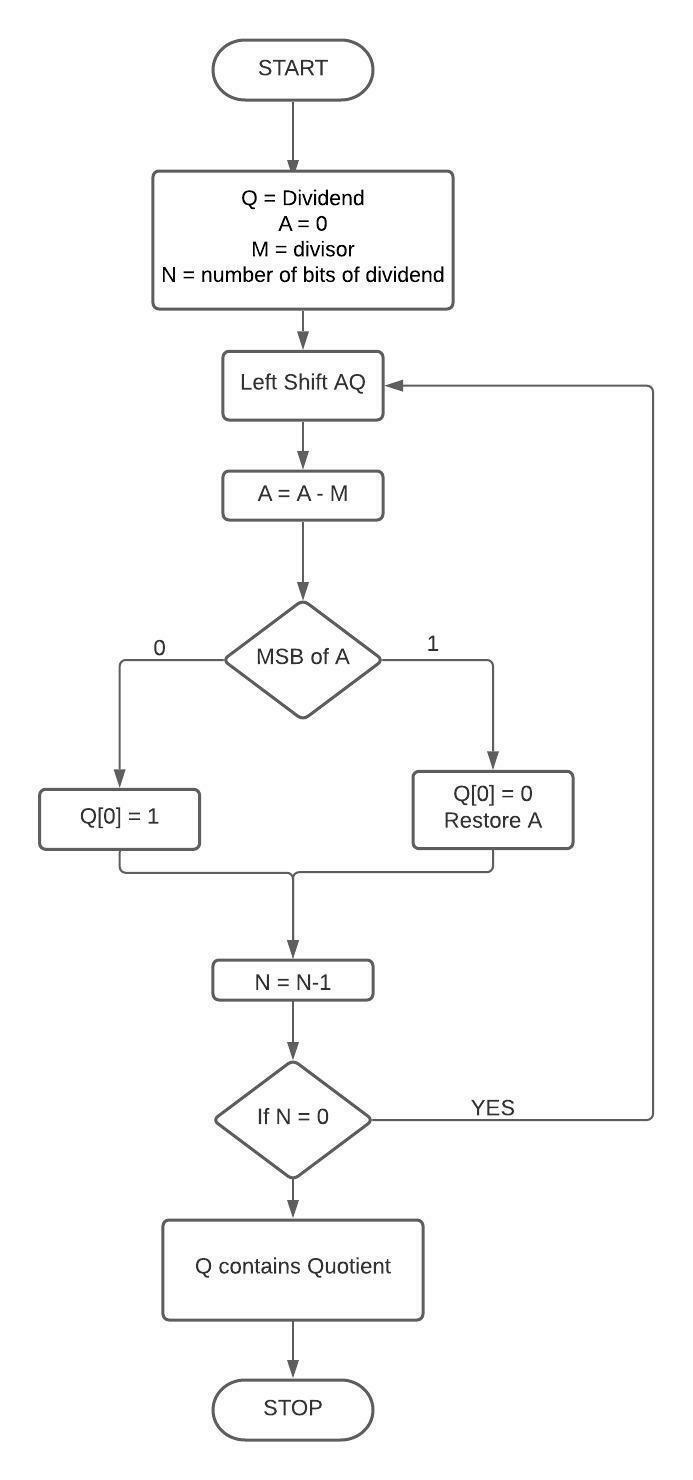 START
Q = Dividend
A = 0
M = divisor
N = number of bits of dividend
Left Shift AQ
A = A - M
MSB of A
0
1
Q[0] = 1
Q[0] = 0
Restore A
N = N-1
If N = 0
YES
Q contains Quotient
STOP